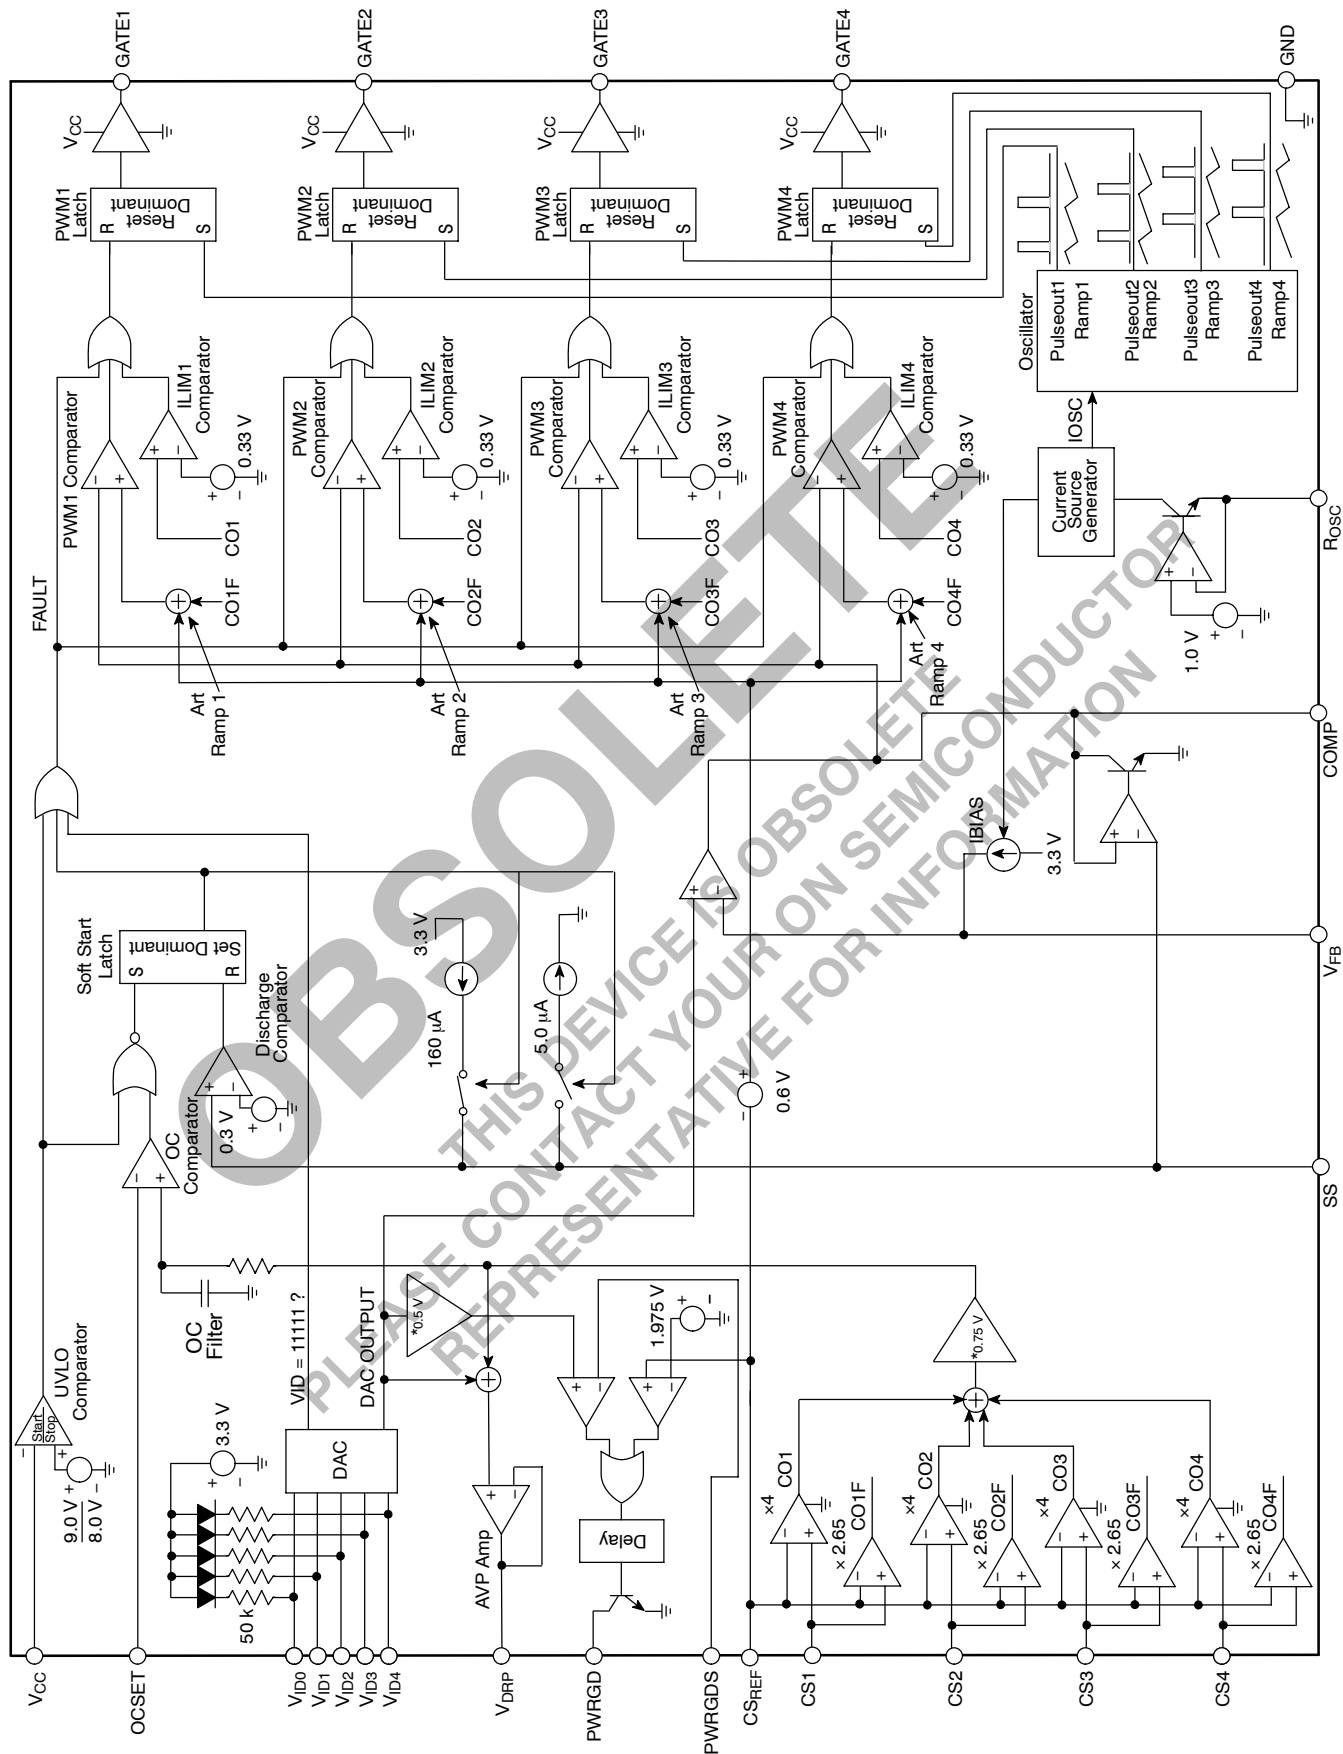 VCC
OCSET
VID0
VID1
VID2
VID3
VID4
VDRP
PWRGD
PWRGDS
CSREF
CS1
CS2
CS3
CS4
UVLO
Comparator
Start
Stop
−
+
9.0 V
8.0 V
+
−
3.3 V
+
−
50 k
DAC
VID = 11111 ?
DAC OUTPUT
OC
Filter
OC
Comparator
−
+
*0.5 V
+
AVP Amp
+
−
Delay
+
−
+
−
1.975 V
+
−
*0.75 V
+
×4
CO1
−
+
× 2.65
CO1F
−
+
×4
CO2
−
+
× 2.65
CO2F
−
+
×4
CO3
−
+
× 2.65
CO3F
−
+
×4
CO4
−
+
× 2.65
CO4F
−
+
Soft Start
Latch
S
R
Set Dominant
Discharge
Comparator
+
−
0.3 V
+
−
160 µA
3.3 V
5.0 µA
−
+
0.6 V
+
−
IBIAS
3.3 V
+
−
FAULT
Art
Ramp 1
+
CO1F
CO1
PWM1 Comparator
−
+
ILIM1
Comparator
+
−
+
−
0.33 V
PWM1
Latch
R
S
Reset
Dominant
VCC
GATE1
Art
Ramp 2
+
CO2F
CO2
PWM2
Comparator
−
+
ILIM2
Comparator
+
−
+
−
0.33 V
PWM2
Latch
R
S
Reset
Dominant
VCC
GATE2
Art
Ramp 3
+
CO3F
CO3
PWM3
Comparator
−
+
ILIM3
Comparator
+
−
+
−
0.33 V
PWM3
Latch
R
S
Reset
Dominant
VCC
GATE3
Art
Ramp 4
+
CO4F
CO4
PWM4
Comparator
−
+
ILIM4
Comparator
+
−
+
−
0.33 V
PWM4
Latch
R
S
Reset
Dominant
VCC
GATE4
1.0 V
+
−
+
−
Current
Source
Generator
IOSC
Oscillator
Pulseout1
Ramp1
Pulseout2
Ramp2
Pulseout3
Ramp3
Pulseout4
Ramp4
SS
VFB
COMP
ROSC
GND
OBSOLETE
THIS DEVICE IS OBSOLETE
PLEASE CONTACT YOUR ON SEMICONDUCTOR
REPRESENTATIVE FOR INFORMATION